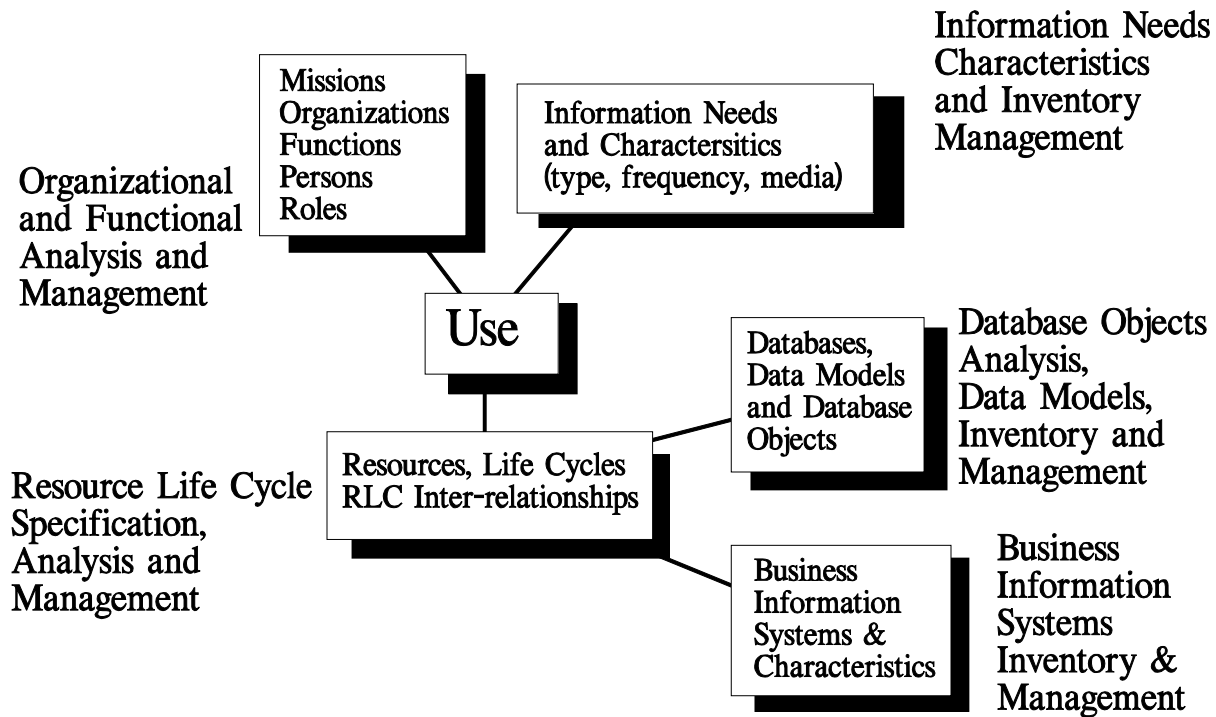 Information Needs
Characteristics
and Inventory
Management
Missions
Organizations
Functions
Persons
Roles
Information Needs
and Charactersitics
(type, frequency, media)
Organizational
and Functional
Analysis and
Management
Use
Databases,
Data Models
and Database
Objects
Database Objects
Analysis,
Data Models,
Inventory and
Management
Resources, Life Cycles
RLC Inter-relationships
Resource Life Cycle
Specification,
Analysis and
Management
Business
Information
Systems &
Characteristics
Business
Information
Systems
Inventory &
Management